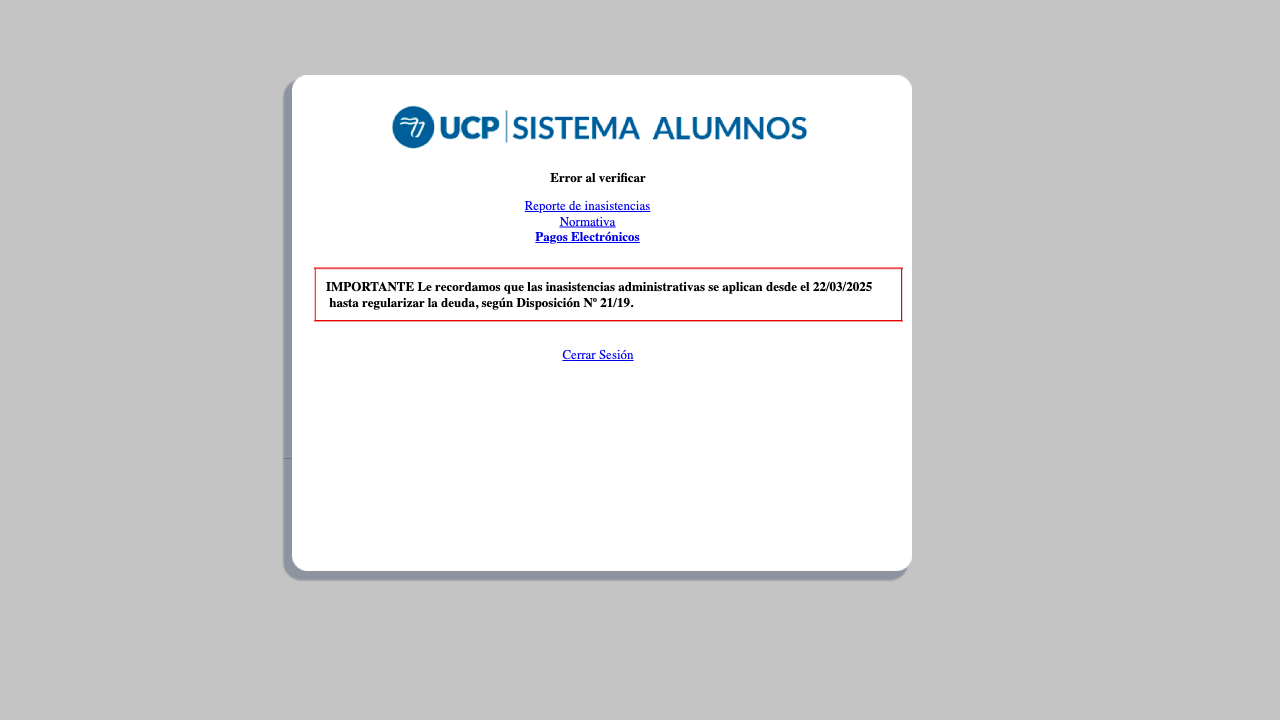 UCP SISTEMA ALUMNOS
Error al verificar
Reporte de inasistencias
Normativa
Pagos Electrónicos
IMPORTANTE Le recordamos que las inasistencias administrativas se aplican desde el 22/03/2025
hasta regularizar la deuda, según Disposición Nº 21/19.
Cerrar Sesión